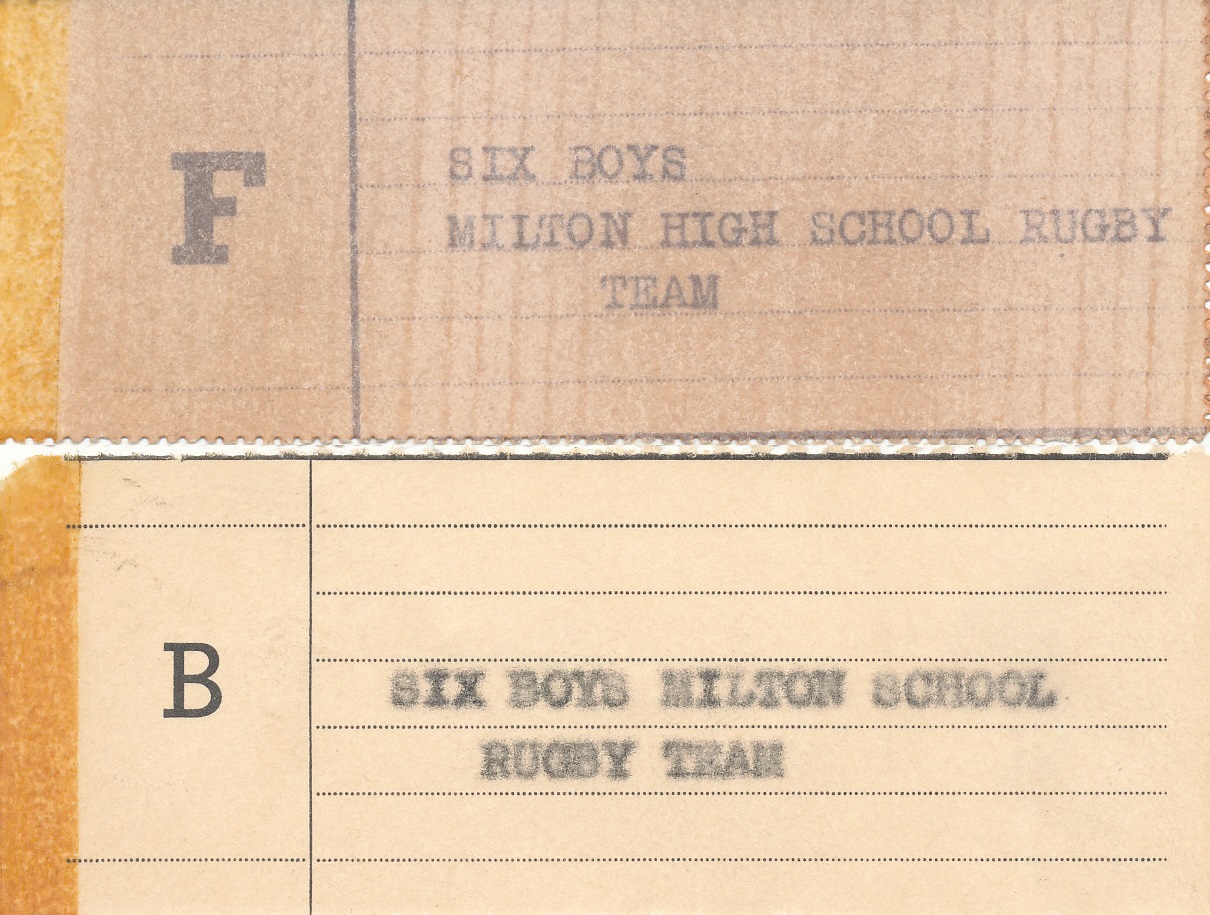 F
SIX BOYS
MILTON HIGH SCHOOL RUGBY
TEAM
B
SIX BOYS MILTON SCHOOL
RUGBY TEAM